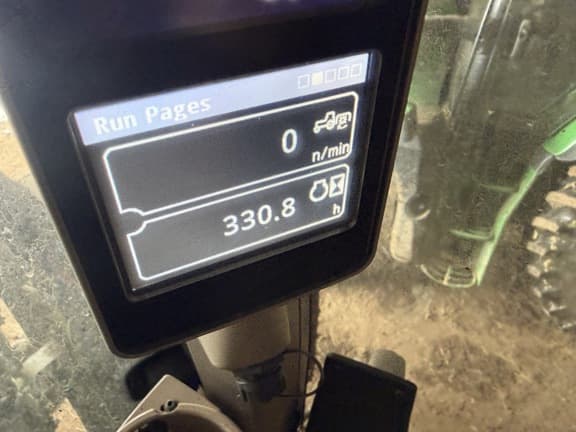 Run Pages
0
n/min
330.8
h